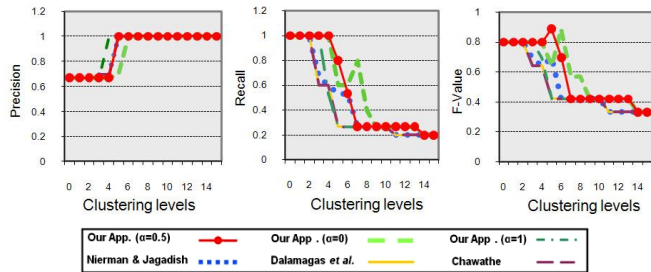 1.2
1
0.8
0.6
0.4
0.2
0
Precision
0 2 4 6 8 10 12 14
Clustering levels
1.2
1
0.8
0.6
0.4
0.2
0
Recall
0 2 4 6 8 10 12 14
Clustering levels
1
0.8
0.6
0.4
0.2
0
F-Value
0 2 4 6 8 10 12 14
Clustering levels
Our App. (α=0.5) Our App . (α=0) Our App . (α=1)
Nierman & Jagadish Dalamagas et al. Chawathe